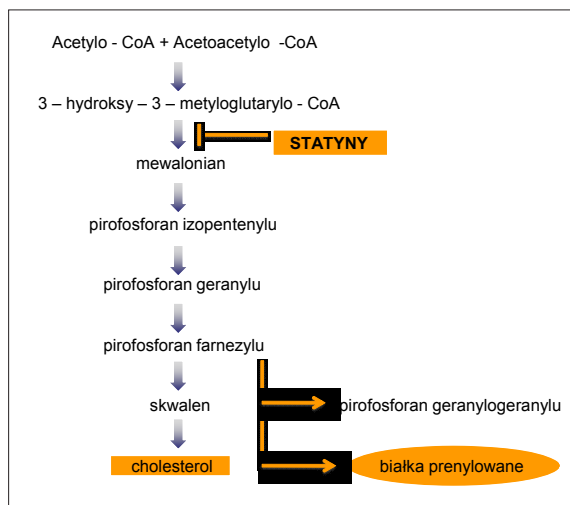 Acetylo - CoA + Acetoacetylo -CoA
3 – hydroksy – 3 – metyloglutarylo - CoA
STATYNY
mewalonian
pirofosforan izopentenylu
pirofosforan geranylu
pirofosforan farnezylu
skwalen
pirofosforan geranylogeranylu
cholesterol
białka prenylowane